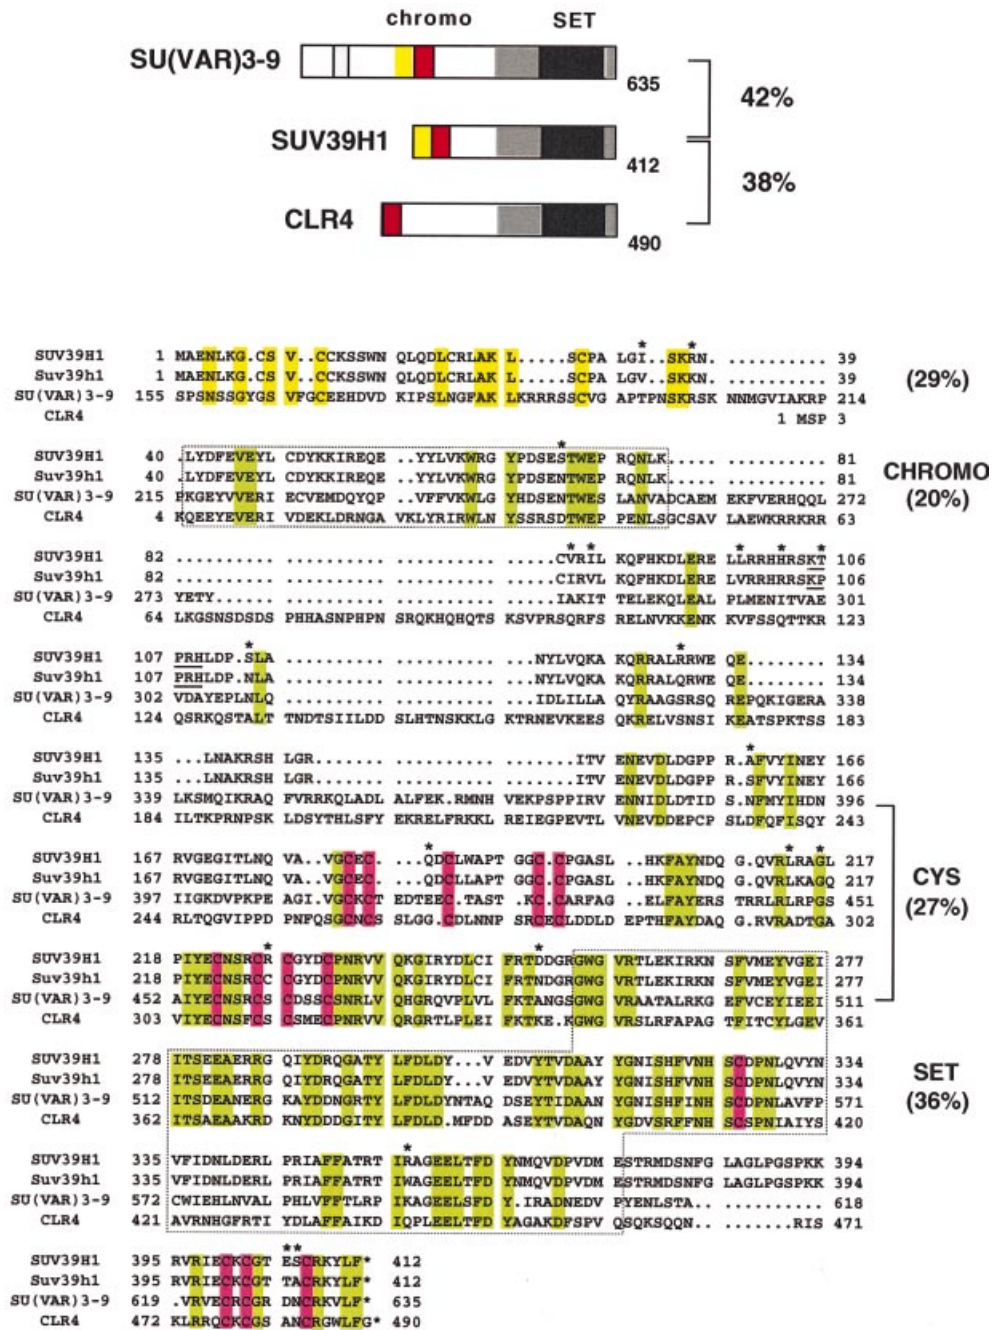 chromo SET
SU(VAR)3-9
635
42%
SUV39H1
412
38%
CLR4
490
SUV39H1 1 MAENLKG.CS V.CCKSSWN QLQDLCRLAK L.....SCPA LGI..SKRN. .......... 39
Suv39h1 1 MAENLKG.CS V.CCKSSWN QLQDLCRLAK L.....SCPA LGV..SKKN. .......... 39
(29%)
SU(VAR)3-9 155 SPSNSSGYGS VFGCEEHDVD KIPSLNGFAK LKRRRSSCVG APTPNSKRSK NNMGVIAKRP 214
CLR4 1 MSP 3
*
SUV39H1 40 .LYDFEVEYL CDYKKIREQE .YYLVKWRG YPDSESTWEP RQNLK..... .......... 81
Suv39h1 40 .LYDFEVEYL CDYKKIREQE .YYLVKWRG YPDSESTWEP RQNLK..... .......... 81
CHROMO
(20%)
SU(VAR)3-9 215 PKGEYVVERI ECVEMDQYQP .VFFVKWLG YHDSENTWES LANVADCAEM EKFVERHQQL 272
CLR4 4 KQEEYEVERI VDEKLDRNGA VKLYRIRWLN YSSRSDTWEP PENLSGCSAV LAEWKRRKRR 63
* * * * *
SUV39H1 82 .......... .......... .......... ........CVRI LKQFHKDLERE LLRRHHRSKT 106
Suv39h1 82 .......... .......... .......... ........CIRVL KQFHKDLERE LVRRHRRSKP 106
SU(VAR)3-9 273 YETY...... .......... .......... ........IAKIT TELEKQLEAL PLMENITVAE 301
CLR4 64 LKGSNSDSDS PHHASNPHPN SRQKHQHQTS KSVPRSQRFS RELNVKKENK KVFSSQTTKR 123
* *
SUV39H1 107 PRHLDP.SLA .......... .......... NYLVQKA KQRRALRRWE QE........ 134
Suv39h1 107 PRHLDP.NLA .......... .......... NYLVQKA KQRRALQRWE QE........ 134
SU(VAR)3-9 302 VDAYEPLNLQ .......... .......... IDLILLA QYRAAGSRSQ REPQKIGERA 338
CLR4 124 QSRKQSTALT TNDTSIILDD SLHTNSKKLG KTRNEVKEES QKRELVSNSI KEATSPKTSS 183
*
SUV39H1 135 ...LNAKRSH LGR....... .......... .......ITV ENEVDLDGPP R.AFVYINEY 166
Suv39h1 135 ...LNAKRSH LGR....... .......... .......ITV ENEVDLDGPP R.SFVYINEY 166
SU(VAR)3-9 339 LKSMQIKRAQ FVRRKQLADL ALFEK.RMNH VEKPSPPIRV ENNIDLDTID S.NFMYIHDN 396
CLR4 184 ILTKPRNPSK LDSYTHLSFY EKRELFRKKL REIEGPEVTL VNEVDDEPCP SLDFQFISQY 243
* * *
SUV39H1 167 RVGEGITLNQ VA..VGCEC. ...QDCLWAPT GGC.CPGASL ..HKFAYNDQ G.QVRLRAGL 217
Suv39h1 167 RVGEGITLNQ VA..VGCEC. ...QDCLLAPT GGC.CPGASL ..HKFAYNDQ G.QVRLKAGQ 217
SU(VAR)3-9 397 IIGKDVPKPE AGI.VGCKCT EDTEEC.TAST .KC.CARFAG ..ELFAYERS TRRLRLRPGS 451
CLR4 244 RLTQGVIPPD PNFQSGCNCS SLGG.C.DLNNPS RCECLDDLD EPTHFAYDAQ G.RVRADTGA 302
CYS
(27%)
* *
SUV39H1 218 PIYECNSRCR CGYDCPNRVV QKGIRYDLCI FRTDDGRGWG VRTLEKIRKN SFVMEYVGEI 277
Suv39h1 218 PIYECNSRCC CGYDCPNRVV QKGIRYDLCI FRTNDGRGWG VRTLEKIRKN SFVMEYVGEI 277
SU(VAR)3-9 452 AIYECNSRCS CDSSCSNRLV QHGRQVPLVL FKTANGSGWG VRAATALRKG EFVCEYIEEI 511
CLR4 303 VIYECNSFCS CSMECPNRVV QRGRTLPLEI FKTKE.KGWG VRSLRFAPAG TFITCYLGEV 361
SUV39H1 278 ITSEEAERRG QIYDRQGATY LFDLDY...V EDVYTVDAAY YGNISHFVNH SCDPNLQVYN 334
Suv39h1 278 ITSEEAERRG QIYDRQGATY LFDLDY...V EDVYTVDAAY YGNISHFVNH SCDPNLQVYN 334
SET
(36%)
SU(VAR)3-9 512 ITSDEANERG KAYDDNGRTY LFDLDYNTAQ DSEYTIDAAN YGNISHFINH SCDPNLAVFP 571
CLR4 362 ITSAEAAKRD KNYDDDGITY LFDLD.MFDD ASEYTVDAQN YGDVSRFFNH SCSPNIAIYS 420
*
SUV39H1 335 VFIDNLDERL PRIAFFATRT IRAGEELTFD YNMQVDPVDM ESTRMDSNFG LAGLPGSPKK 394
Suv39h1 335 VFIDNLDERL PRIAFFATRT IWAGEELTFD YNMQVDPVDM ESTRMDSNFG LAGLPGSPKK 394
SU(VAR)3-9 572 CWIEHLNVAL PHLVFFTLRP IKAGEELSFD Y.IRADNEDV PYENLSTA.. .......... 618
CLR4 421 AVRNHGFRTI YDLAFFAIKD IQPLEELTFD YAGAKDFSPV QSQKSQQN.. .......RIS 471
**
SUV39H1 395 RVRIECKCGT ESCRKYLF* 412
Suv39h1 395 RVRIECKCGT TACRKYLF* 412
SU(VAR)3-9 619 .VRVECRCGR DNCRKVLF* 635
CLR4 472 KLRRQCKCGS ANCRGWLFG* 490